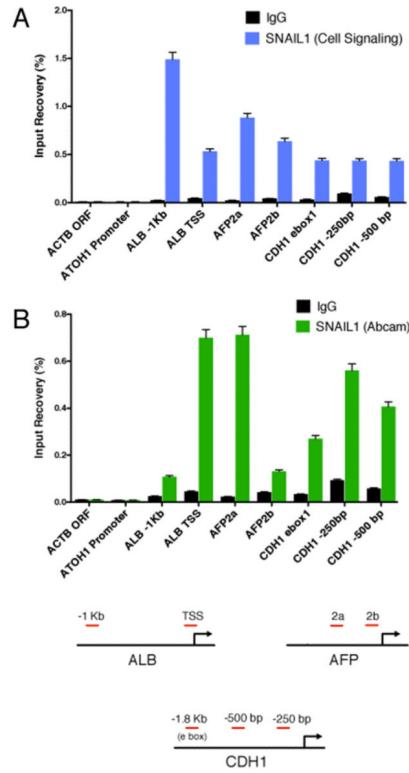 A
IgG
SNAIL1 (Cell Signaling)
Input Recovery (%)
2.0
1.5
1.0
0.5
0.0
ACTB ORF
ATOH1 Promoter
ALB -1Kb
ALB TSS
AFP2a
AFP2b
CDH1 ebox1
CDH1 -250bp
CDH1 -500 bp
B
IgG
SNAIL1 (Abcam)
Input Recovery (%)
0.8
0.6
0.4
0.2
0.0
ACTB ORF
ATOH1 Promoter
ALB -1Kb
ALB TSS
AFP2a
AFP2b
CDH1 ebox1
CDH1 -250bp
CDH1 -500 bp
-1 Kb
TSS
ALB
2a
2b
AFP
-1.8 Kb
-500 bp
-250 bp
(e box)
CDH1